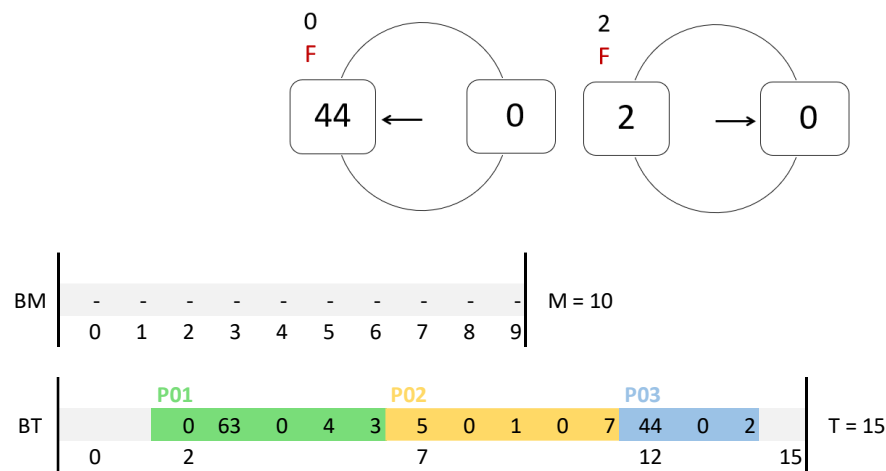 0 2
F F
44 0 2 0
BM - - - - - - - - - - M = 10
0 1 2 3 4 5 6 7 8 9
P01 P02 P03
BT 0 63 0 4 3 5 0 1 0 7 44 0 2 T = 15
0 2 7 12 15